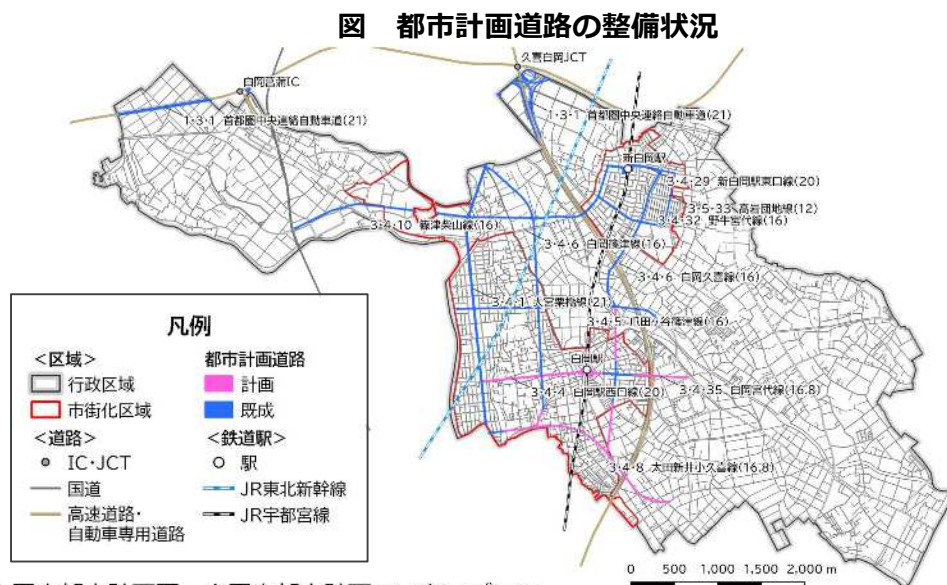 図　都市計画道路の整備状況
久喜白岡JCT
白岡菖蒲IC
1・3・1 首都圏中央連絡自動車道(21)
1・3・1 首都圏中央連絡自動車道(21)
新白岡駅
3・4・29 新白岡駅東口線(20)
3・5・33 高岩団地線(12)
3・4・32 野牛宮代線(16)
3・4・10 篠津柴山線(16)
3・4・6 白岡篠津線(16)
3・4・6 白岡久喜線(16)
3・4・1 大宮栗橋線(21)
3・4・5 八田ヶ谷篠津線(16)
白岡駅
3・4・4 白岡駅西口線(20)
3・4・35 白岡宮代線(16.8)
3・4・8 太田新井小久喜線(16.8)
凡例
<区域>
行政区域
市街化区域
都市計画道路
計画
既成
<道路>
IC・JCT
国道
高速道路・
自動車専用道路
<鉄道駅>
駅
JR東北新幹線
JR宇都宮線
0 500 1,000 1,500 2,000 m